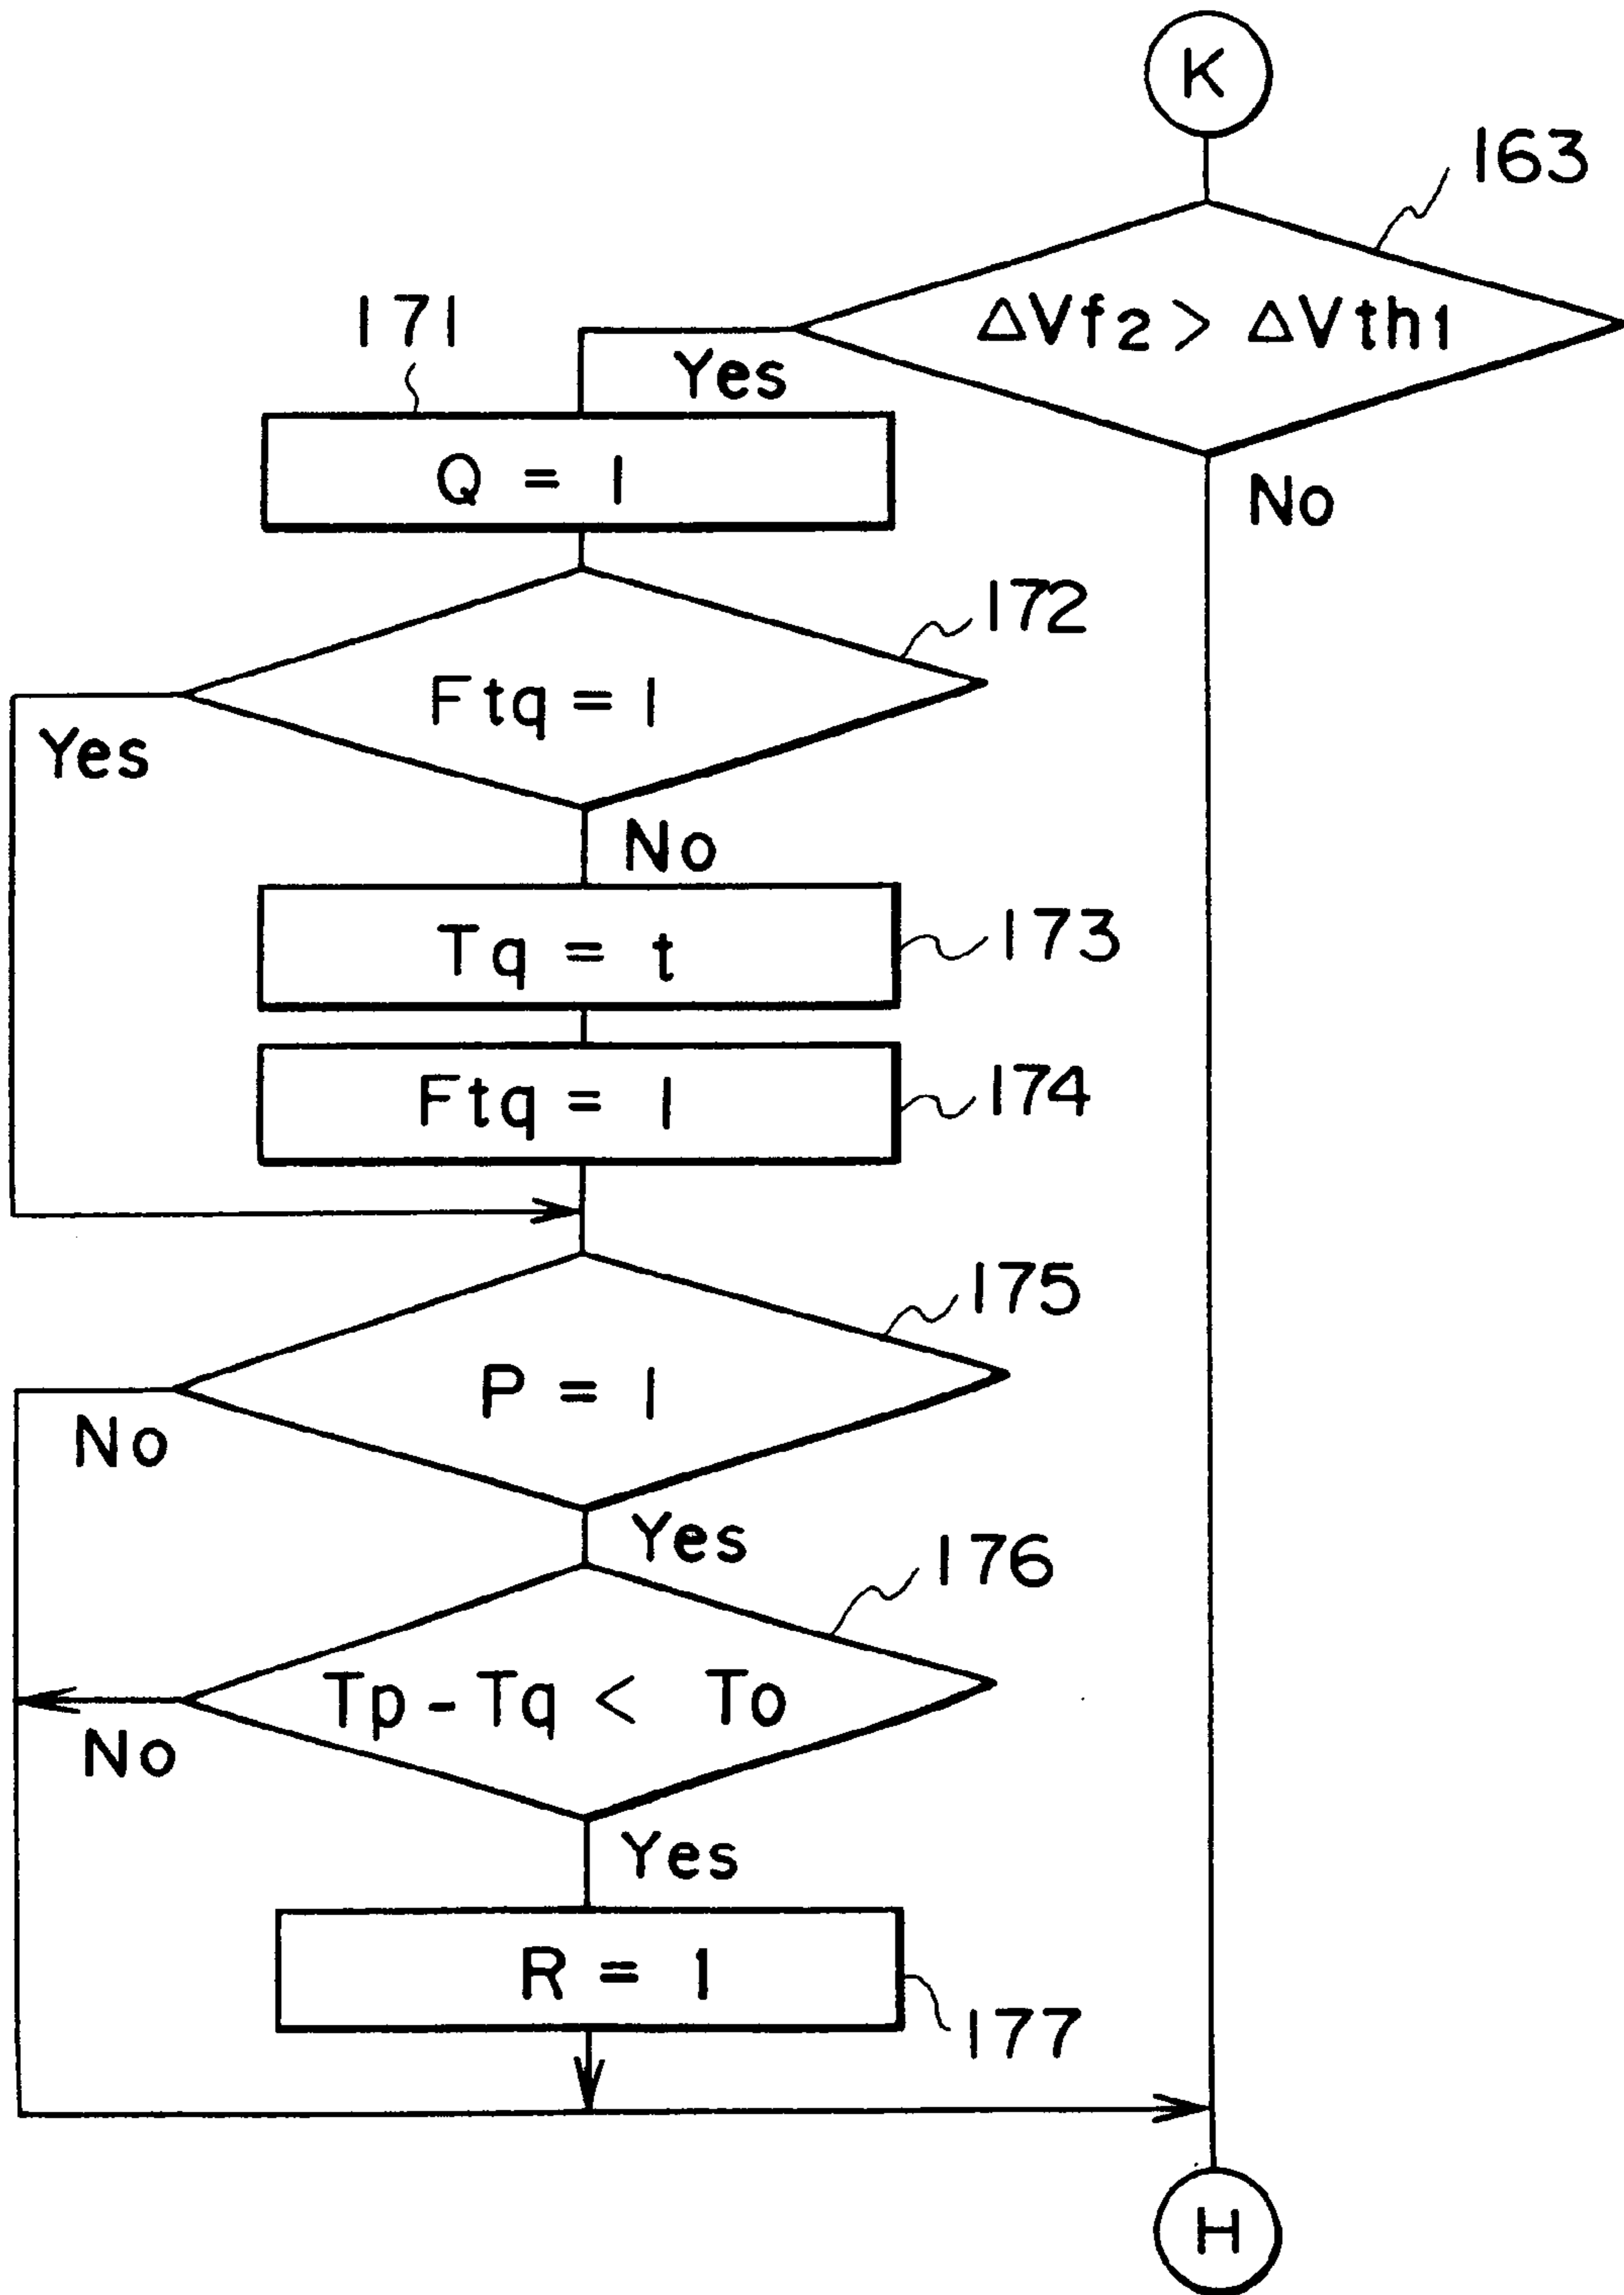 K
163
ΔVf2 > ΔVth1
Yes
No
171
Q = 1
172
Ftq = 1
Yes
No
Tq = t
173
Ftq = 1
174
175
P = 1
No
Yes
176
Tp - Tq < To
No
Yes
R = 1
177
H